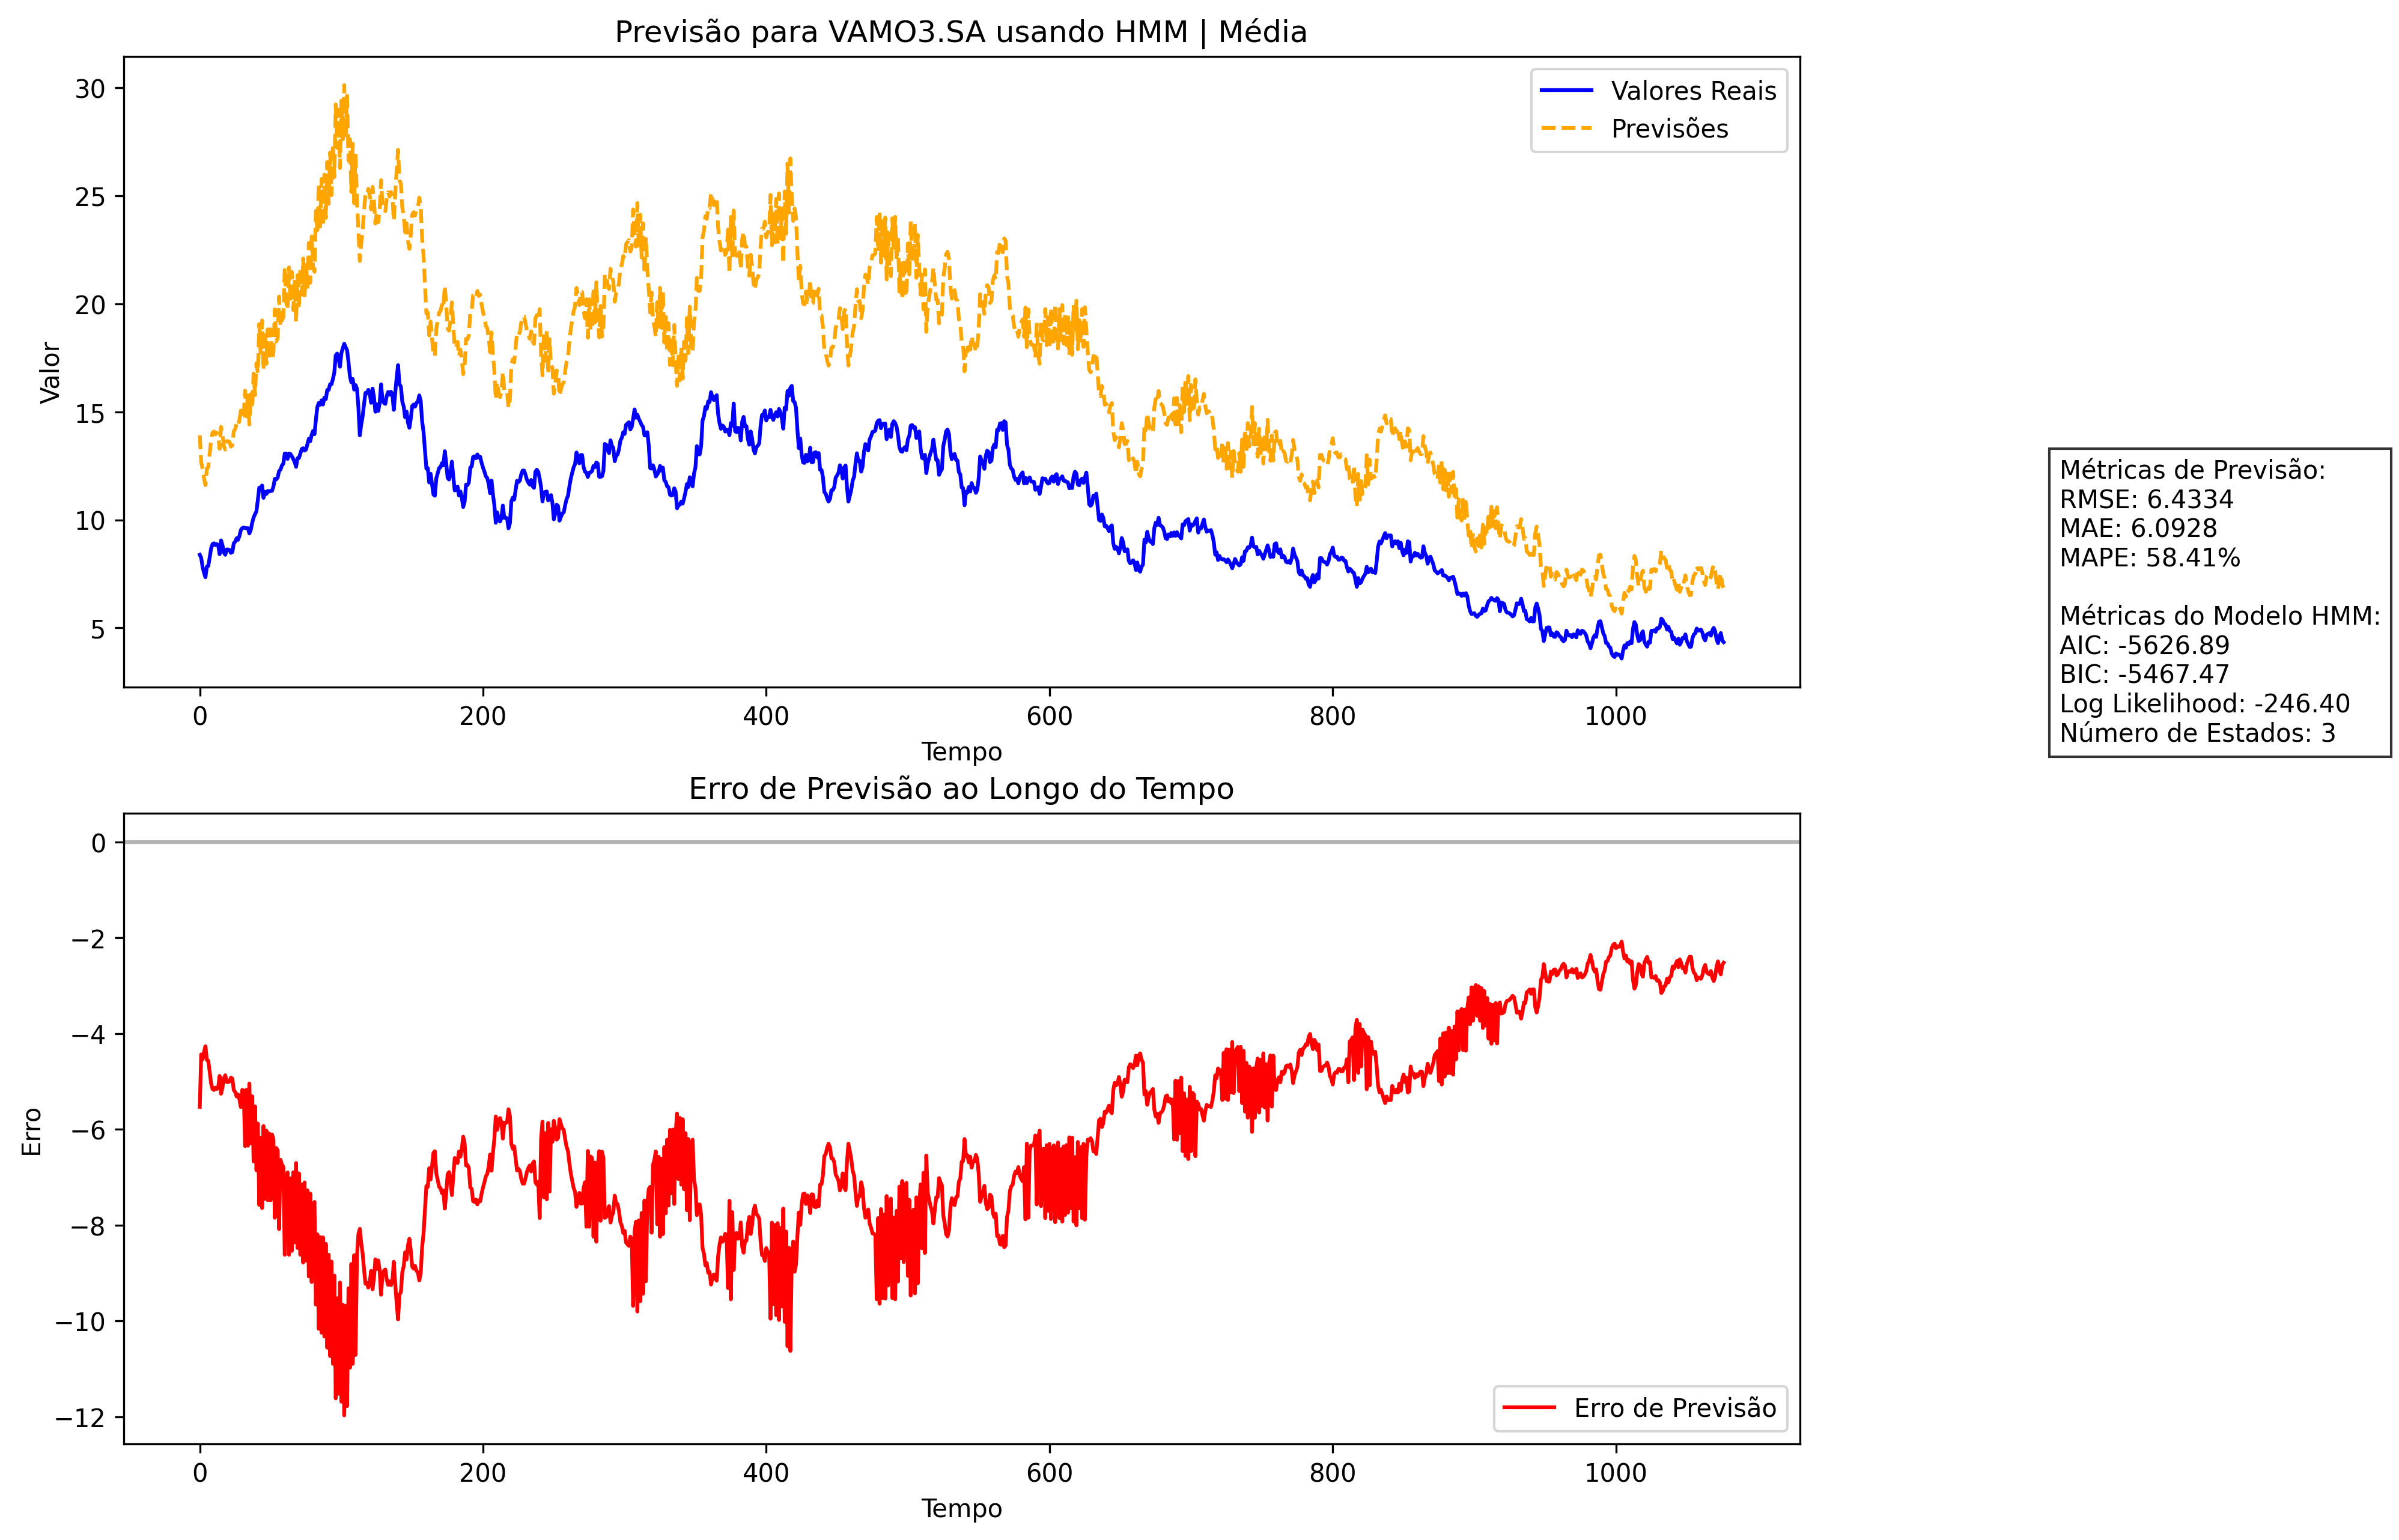 Previsão para VAMO3.SA usando HMM | Média
Valor
30
25
20
15
10
5
Valores Reais
Previsões
0 200 400 600 800 1000
Tempo
Métricas de Previsão:
RMSE: 6.4334
MAE: 6.0928
MAPE: 58.41%
Métricas do Modelo HMM:
AIC: -5626.89
BIC: -5467.47
Log Likelihood: -246.40
Número de Estados: 3
Erro de Previsão ao Longo do Tempo
Erro
0
−2
−4
−6
−8
−10
−12
Erro de Previsão
0 200 400 600 800 1000
Tempo